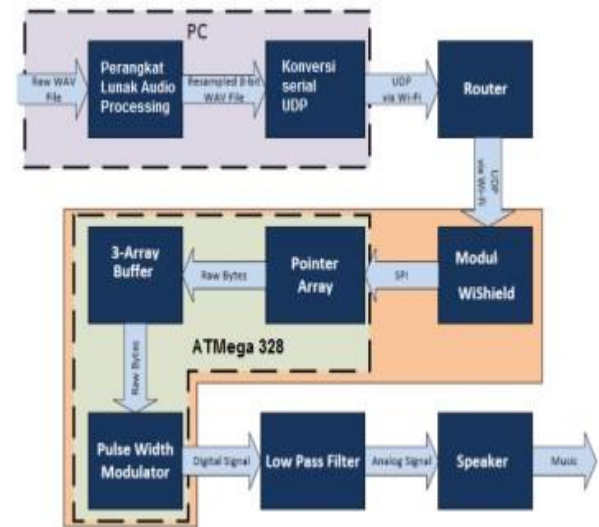 PC
Raw WAV
File
Perangkat
Lunak Audio
Processing
Resampled 8-bit
WAV File
Konversi
serial
UDP
UDP
via Wi-Fi
Router
UDP
via Wi-Fi
3-Array
Buffer
Raw Bytes
Pointer
Array
SPI
Modul
WiShield
ATMega 328
Raw Bytes
Pulse Width
Modulator
Digital Signal
Low Pass Filter
Analog Signal
Speaker
Music